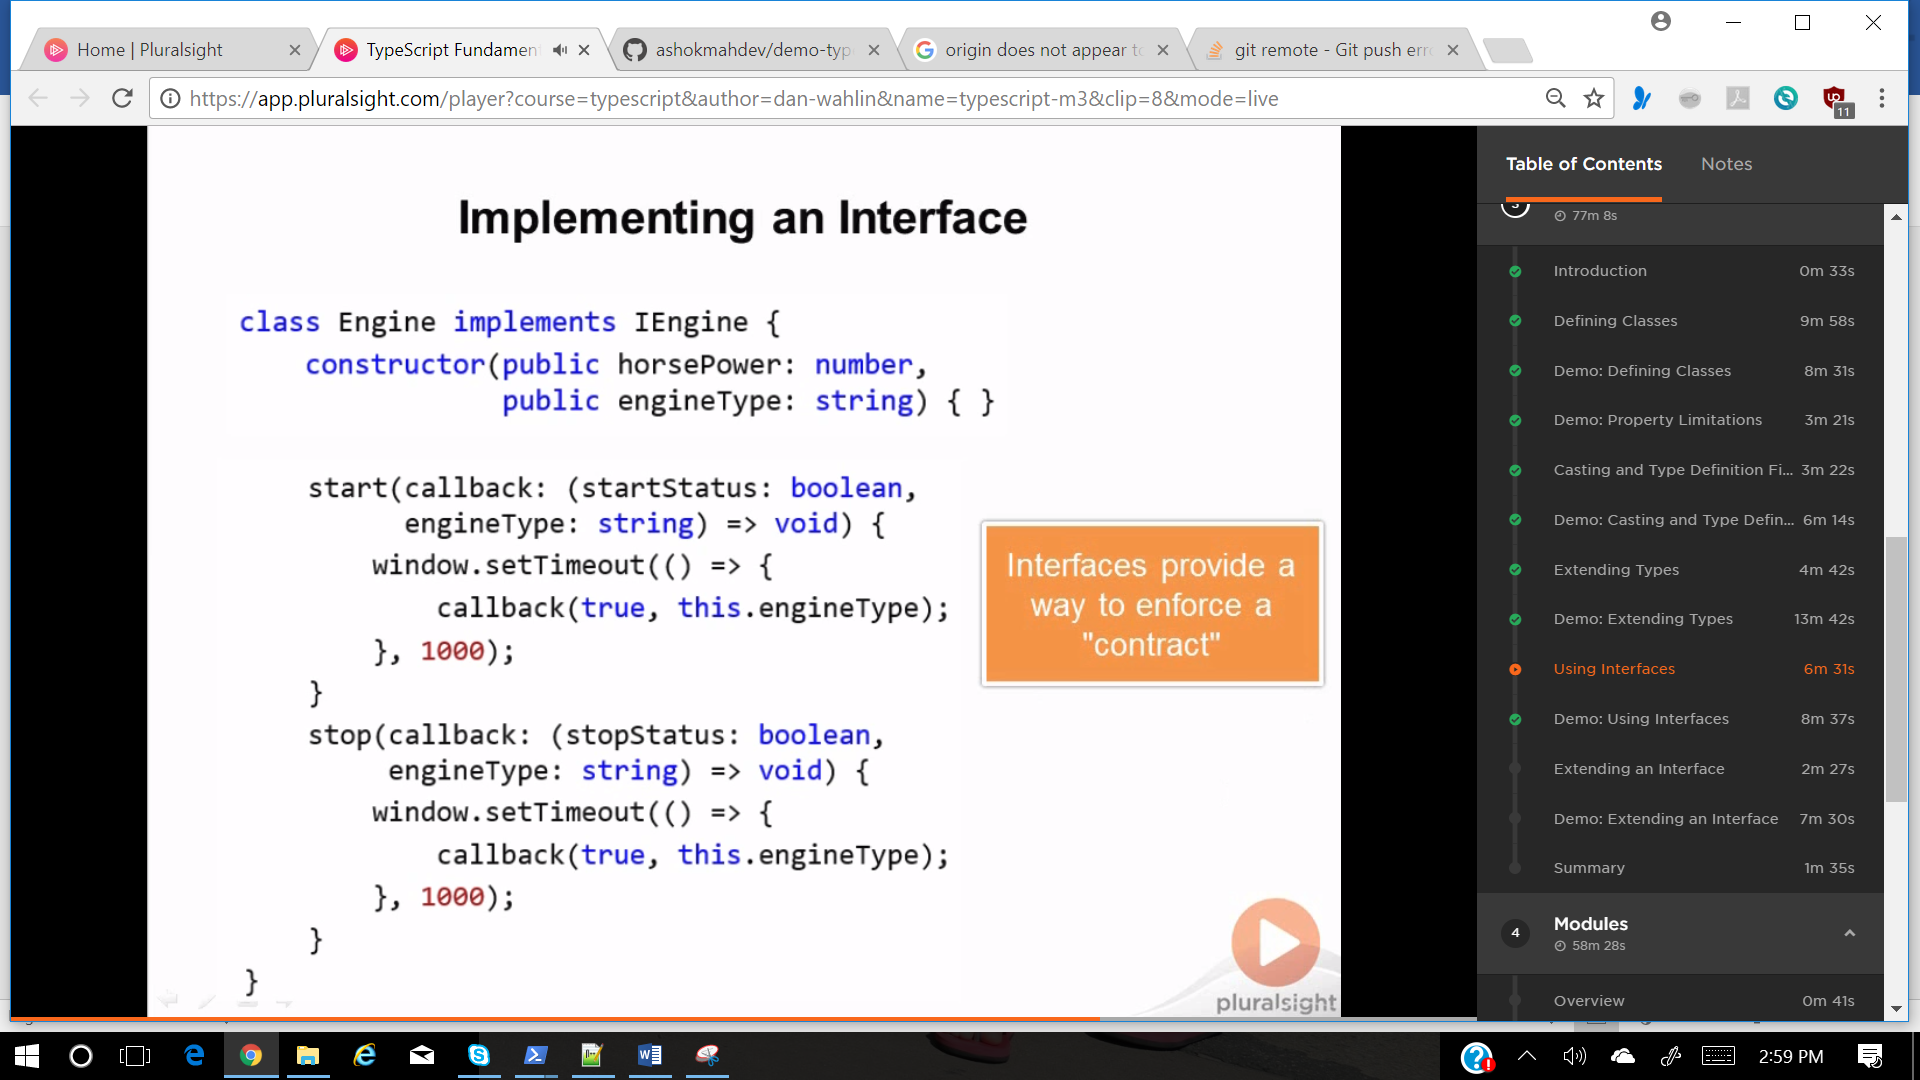 Home | Pluralsight
TypeScript Fundamen
ashokmahdev/demo-typ
origin does not appear to
git remote - Git push erro
https://app.pluralsight.com/player?course=typescript&author=dan-wahlin&name=typescript-m3&clip=8&mode=live
11
Implementing an Interface
class Engine implements IEngine {
constructor(public horsePower: number,
public engineType: string) { }
start(callback: (startStatus: boolean,
engineType: string) => void) {
window.setTimeout(() => {
callback(true, this.engineType);
}, 1000);
}
stop(callback: (stopStatus: boolean,
engineType: string) => void) {
window.setTimeout(() => {
callback(true, this.engineType);
}, 1000);
}
}
Interfaces provide a
way to enforce a
"contract"
pluralsight
Table of Contents
Notes
77m 8s
Introduction 0m 33s
Defining Classes 9m 58s
Demo: Defining Classes 8m 31s
Demo: Property Limitations 3m 21s
Casting and Type Definition Fi... 3m 22s
Demo: Casting and Type Defin... 6m 14s
Extending Types 4m 42s
Demo: Extending Types 13m 42s
Using Interfaces 6m 31s
Demo: Using Interfaces 8m 37s
Extending an Interface 2m 27s
Demo: Extending an Interface 7m 30s
Summary 1m 35s
4 Modules
58m 28s
Overview 0m 41s
2:59 PM